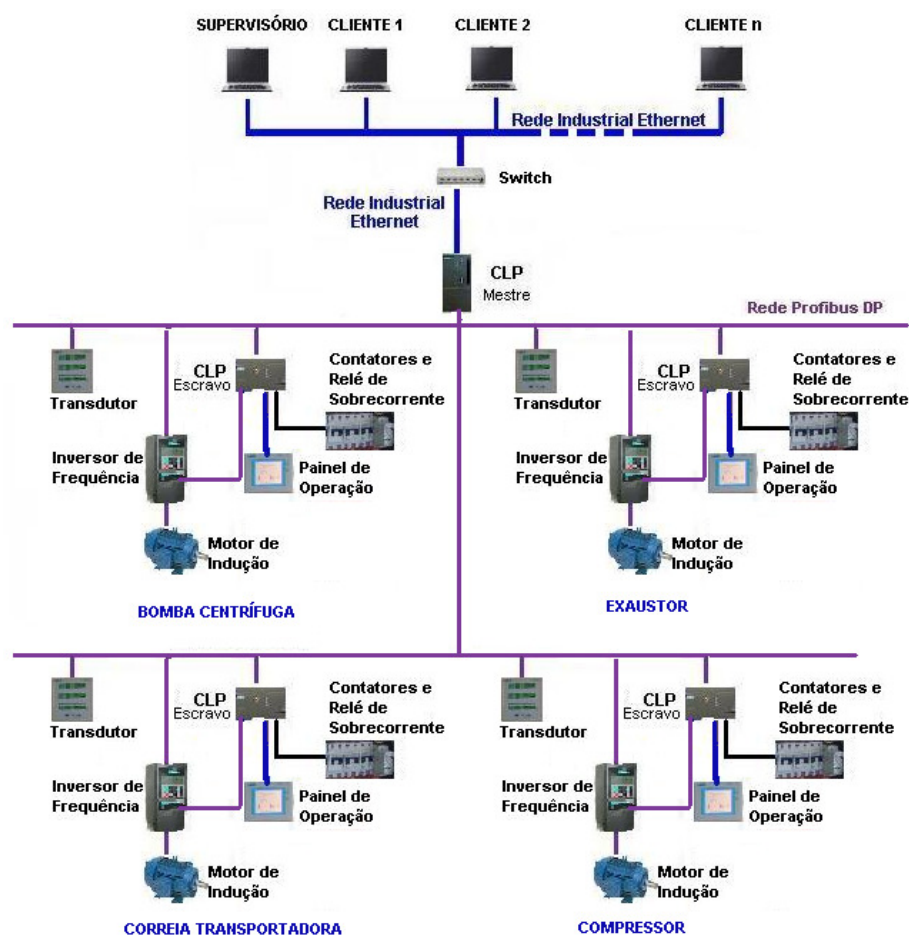 SUPERVISÓRIO
CLIENTE 1
CLIENTE 2
CLIENTE n
Rede Industrial Ethernet
Switch
Rede Industrial
Ethernet
CLP
Mestre
Rede Profibus DP
Transdutor
CLP
Escravo
Contatores e
Relé de
Sobrecorrente
Inversor de
Frequência
Painel de
Operação
Motor de
Indução
BOMBA CENTRÍFUGA
Transdutor
CLP
Escravo
Contatores e
Relé de
Sobrecorrente
Inversor de
Frequência
Painel de
Operação
Motor de
Indução
EXAUSTOR
Transdutor
CLP
Escravo
Contatores e
Relé de
Sobrecorrente
Inversor de
Frequência
Painel de
Operação
Motor de
Indução
CORREIA TRANSPORTADORA
Transdutor
CLP
Escravo
Contatores e
Relé de
Sobrecorrente
Inversor de
Frequência
Painel de
Operação
Motor de
Indução
COMPRESSOR